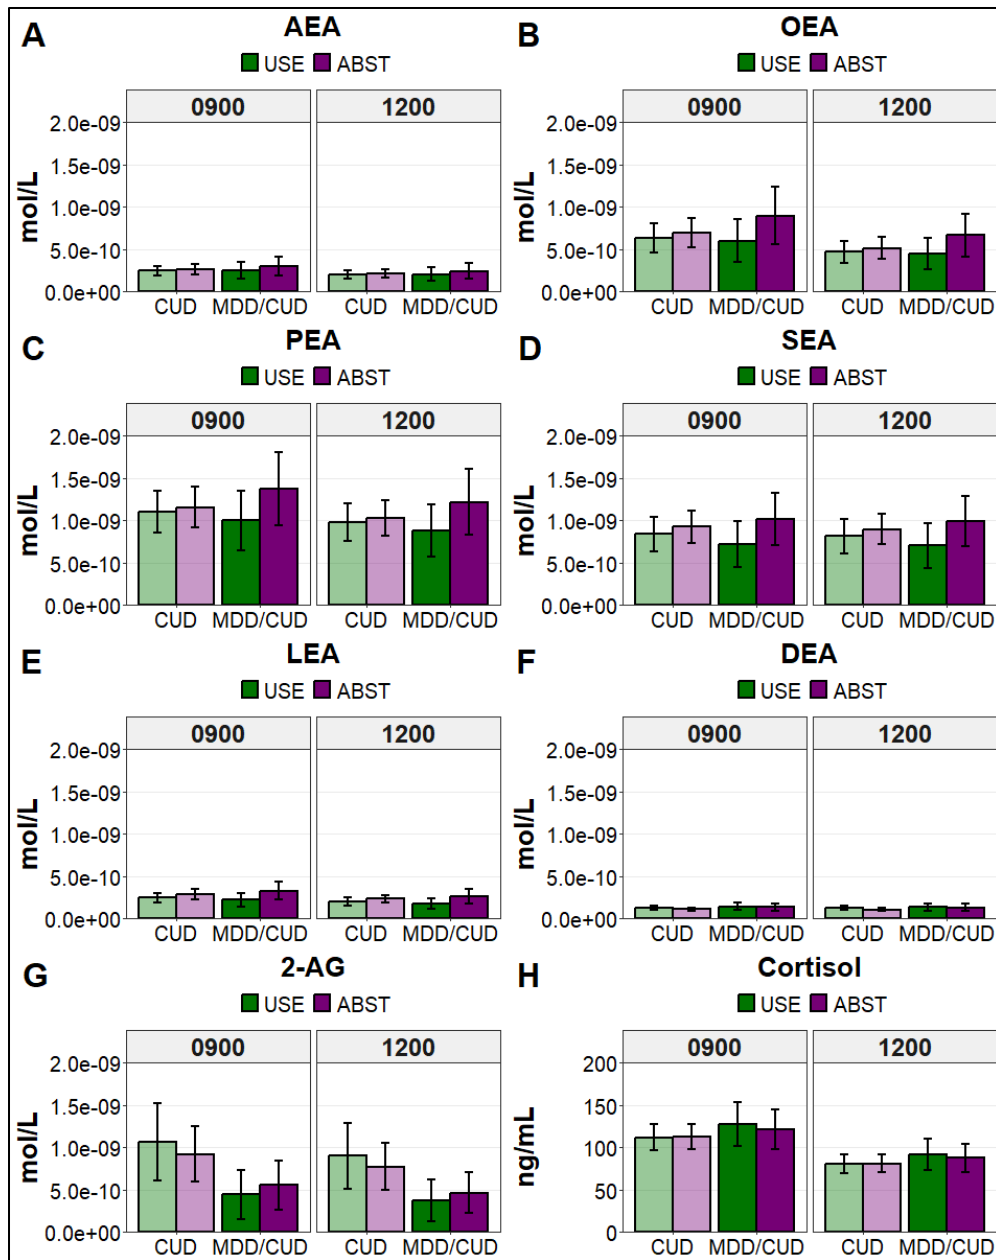 A AEA
USE ABST
0900 1200
mol/L
2.0e-09
1.5e-09
1.0e-09
5.0e-10
0.0e+00
CUD MDD/CUD CUD MDD/CUD
B OEA
USE ABST
0900 1200
mol/L
2.0e-09
1.5e-09
1.0e-09
5.0e-10
0.0e+00
CUD MDD/CUD CUD MDD/CUD
C PEA
USE ABST
0900 1200
mol/L
2.0e-09
1.5e-09
1.0e-09
5.0e-10
0.0e+00
CUD MDD/CUD CUD MDD/CUD
D SEA
USE ABST
0900 1200
mol/L
2.0e-09
1.5e-09
1.0e-09
5.0e-10
0.0e+00
CUD MDD/CUD CUD MDD/CUD
E LEA
USE ABST
0900 1200
mol/L
2.0e-09
1.5e-09
1.0e-09
5.0e-10
0.0e+00
CUD MDD/CUD CUD MDD/CUD
F DEA
USE ABST
0900 1200
mol/L
2.0e-09
1.5e-09
1.0e-09
5.0e-10
0.0e+00
CUD MDD/CUD CUD MDD/CUD
G 2-AG
USE ABST
0900 1200
mol/L
2.0e-09
1.5e-09
1.0e-09
5.0e-10
0.0e+00
CUD MDD/CUD CUD MDD/CUD
H Cortisol
USE ABST
0900 1200
ng/mL
200
150
100
50
0
CUD MDD/CUD CUD MDD/CUD